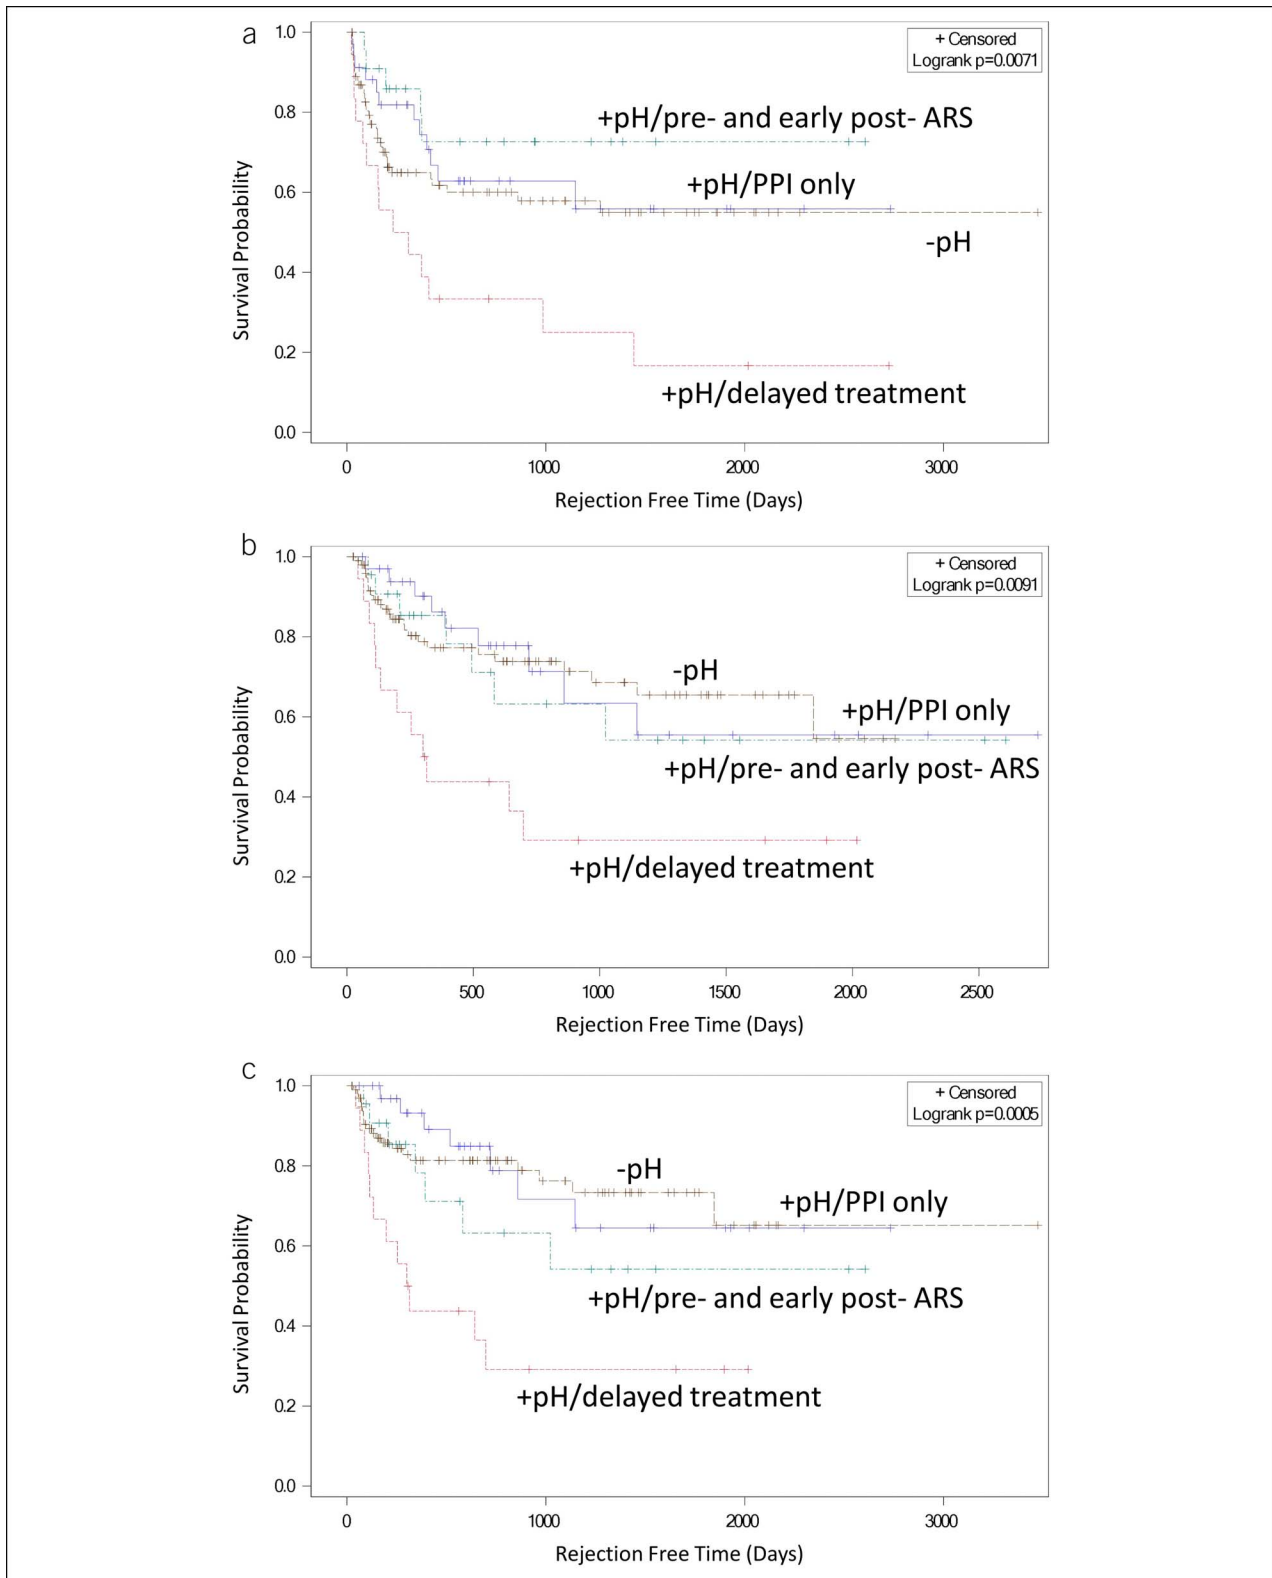 a
+ Censored
Logrank p=0.0071
1.0
0.8
0.6
0.4
0.2
0.0
Survival Probability
+pH/pre- and early post- ARS
+pH/PPI only
-pH
+pH/delayed treatment
0 1000 2000 3000
Rejection Free Time (Days)
b
+ Censored
Logrank p=0.0091
1.0
0.8
0.6
0.4
0.2
0.0
Survival Probability
-pH
+pH/PPI only
+pH/pre- and early post- ARS
+pH/delayed treatment
0 500 1000 1500 2000 2500
Rejection Free Time (Days)
c
+ Censored
Logrank p=0.0005
1.0
0.8
0.6
0.4
0.2
0.0
Survival Probability
-pH
+pH/PPI only
+pH/pre- and early post- ARS
+pH/delayed treatment
0 1000 2000 3000
Rejection Free Time (Days)